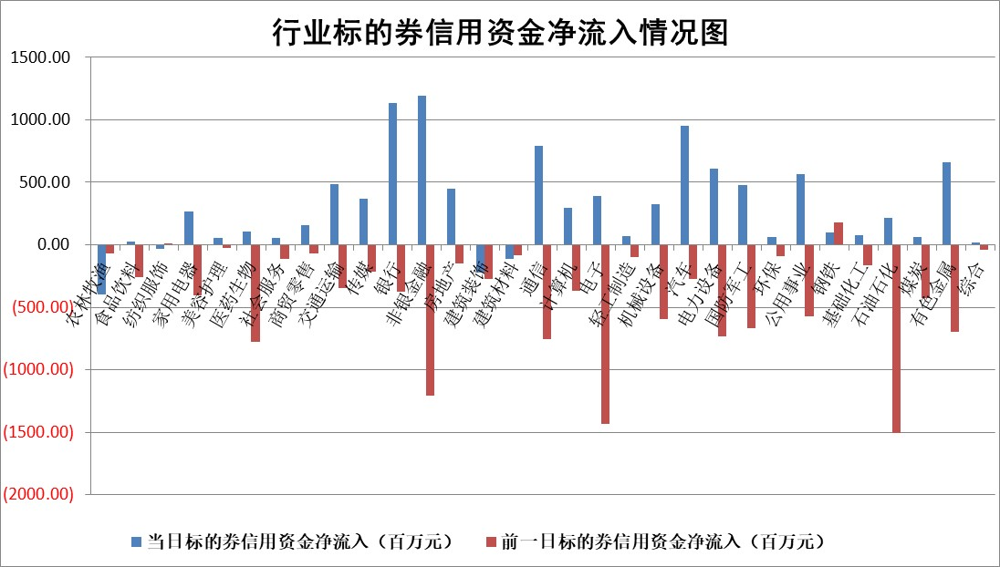 行业标的券信用资金净流入情况图
1500.00
1000.00
500.00
0.00
(500.00)
(1000.00)
(1500.00)
(2000.00)
农林牧渔
食品饮料
纺织服饰
家用电器
美容护理
医药生物
社会服务
商贸零售
交通运输
传媒
银行
非银金融
房地产
建筑装饰
建筑材料
通信
计算机
电子
轻工制造
机械设备
汽车
电力设备
国防军工
环保
公用事业
钢铁
基础化工
石油石化
煤炭
有色金属
综合
当日标的券信用资金净流入（百万元）
前一日标的券信用资金净流入（百万元）